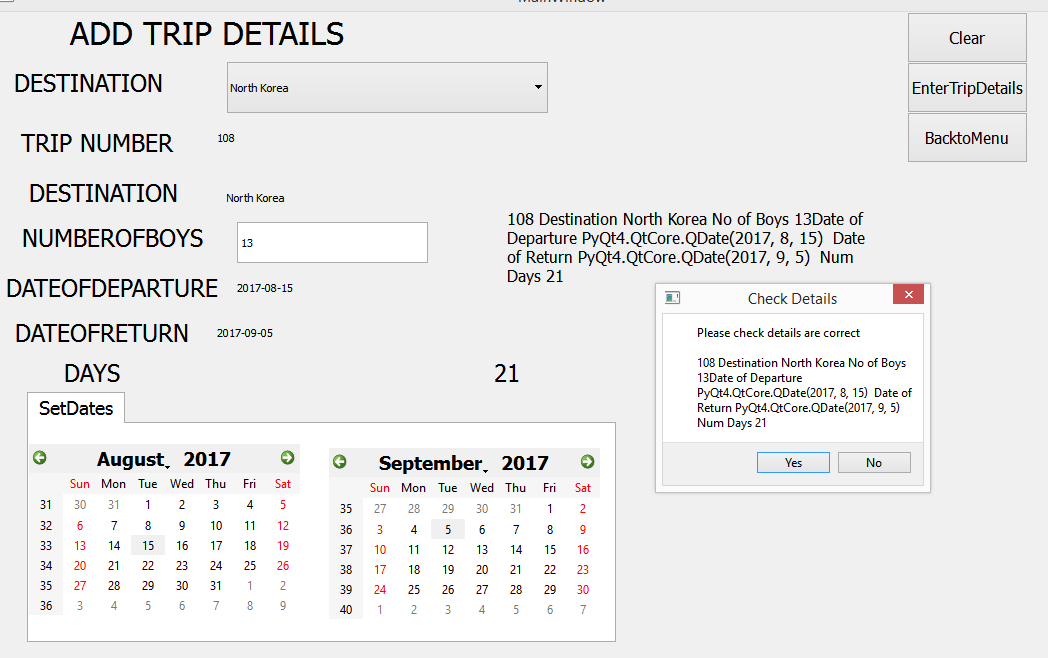 MainWindow
ADD TRIP DETAILS
Clear
DESTINATION
North Korea
EnterTripDetails
TRIP NUMBER
108
BacktoMenu
DESTINATION
North Korea
NUMBEROFBOYS
13
108 Destination North Korea No of Boys 13Date of
Departure PyQt4.QtCore.QDate(2017, 8, 15)  Date
of Return PyQt4.QtCore.QDate(2017, 9, 5)  Num
Days 21
DATEOFDEPARTURE
2017-08-15
DATEOFRETURN
2017-09-05
DAYS
21
Check Details
Please check details are correct
108 Destination North Korea No of Boys
13Date of Departure
PyQt4.QtCore.QDate(2017, 8, 15)  Date of
Return PyQt4.QtCore.QDate(2017, 9, 5)
Num Days 21
Yes
No
SetDates
August, 2017
Sun Mon Tue Wed Thu Fri Sat
31 30 31 1 2 3 4 5
32 6 7 8 9 10 11 12
33 13 14 15 16 17 18 19
34 20 21 22 23 24 25 26
35 27 28 29 30 31 1 2
36 3 4 5 6 7 8 9
September, 2017
Sun Mon Tue Wed Thu Fri Sat
35 27 28 29 30 31 1 2
36 3 4 5 6 7 8 9
37 10 11 12 13 14 15 16
38 17 18 19 20 21 22 23
39 24 25 26 27 28 29 30
40 1 2 3 4 5 6 7